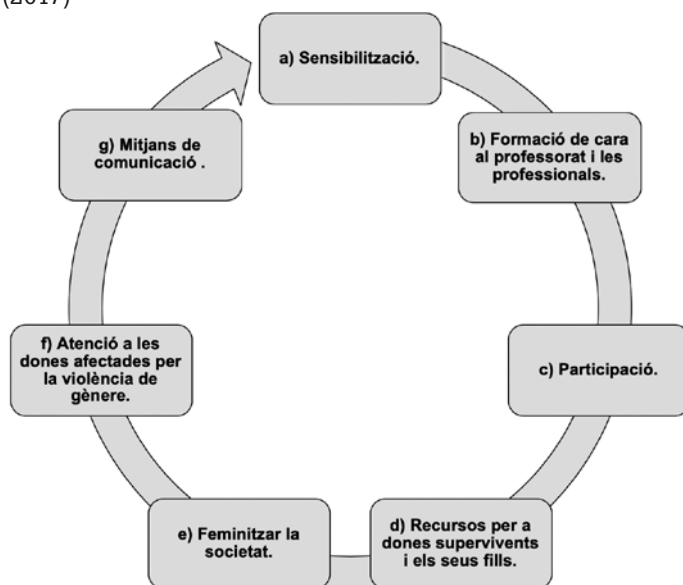 (2017)
a) Sensibilització.
b) Formació de cara
al professorat i les
professionals.
c) Participació.
d) Recursos per a
dones supervivents
i els seus fills.
e) Feminitzar la
societat.
f) Atenció a les
dones afectades per
la violència de
gènere.
g) Mitjans de
comunicació .